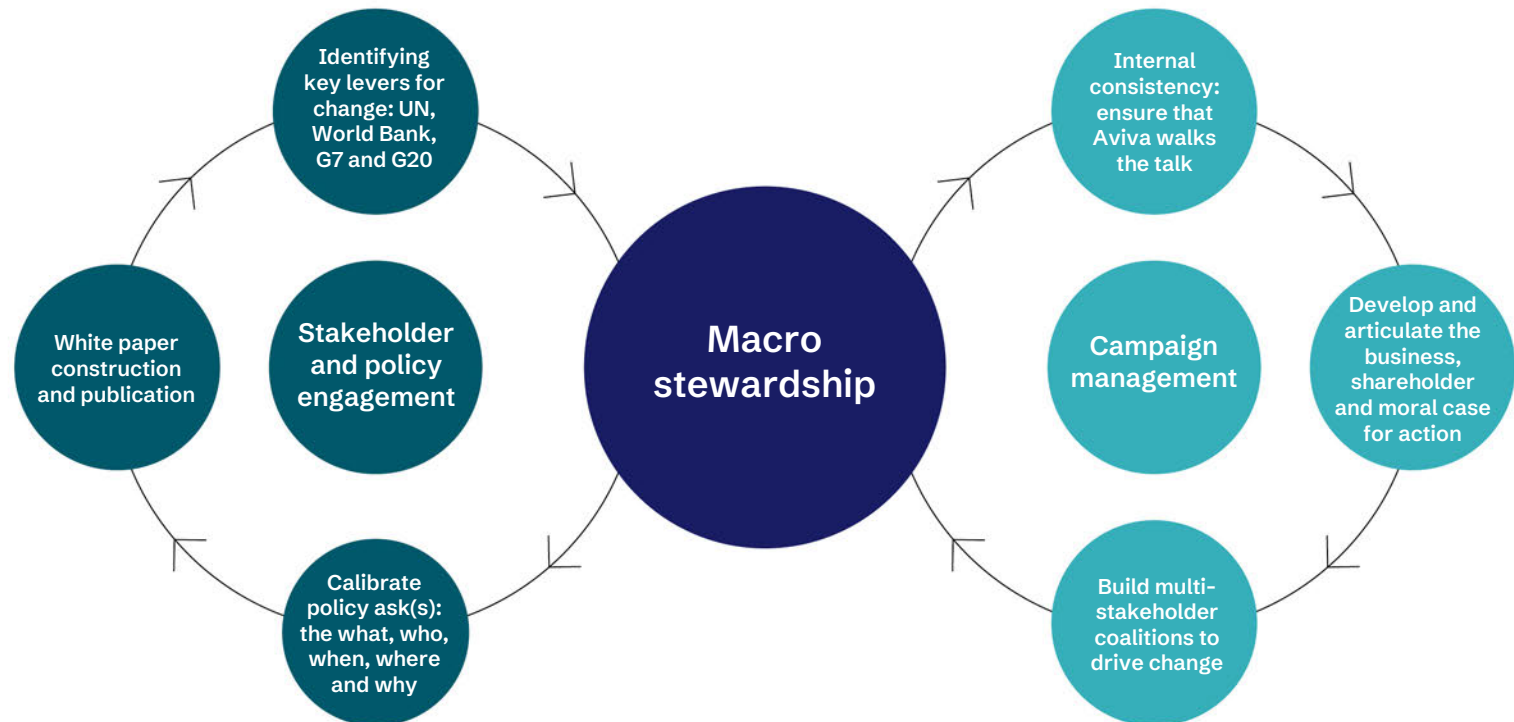 Identifying
key levers for
change: UN,
World Bank,
G7 and G20
White paper
construction
and publication
Stakeholder
and policy
engagement
Calibrate
policy ask(s):
the what, who,
when, where
and why
Macro
stewardship
Internal
consistency:
ensure that
Aviva walks
the talk
Campaign
management
Develop and
articulate the
business,
shareholder
and moral case
for action
Build multi-
stakeholder
coalitions to
drive change